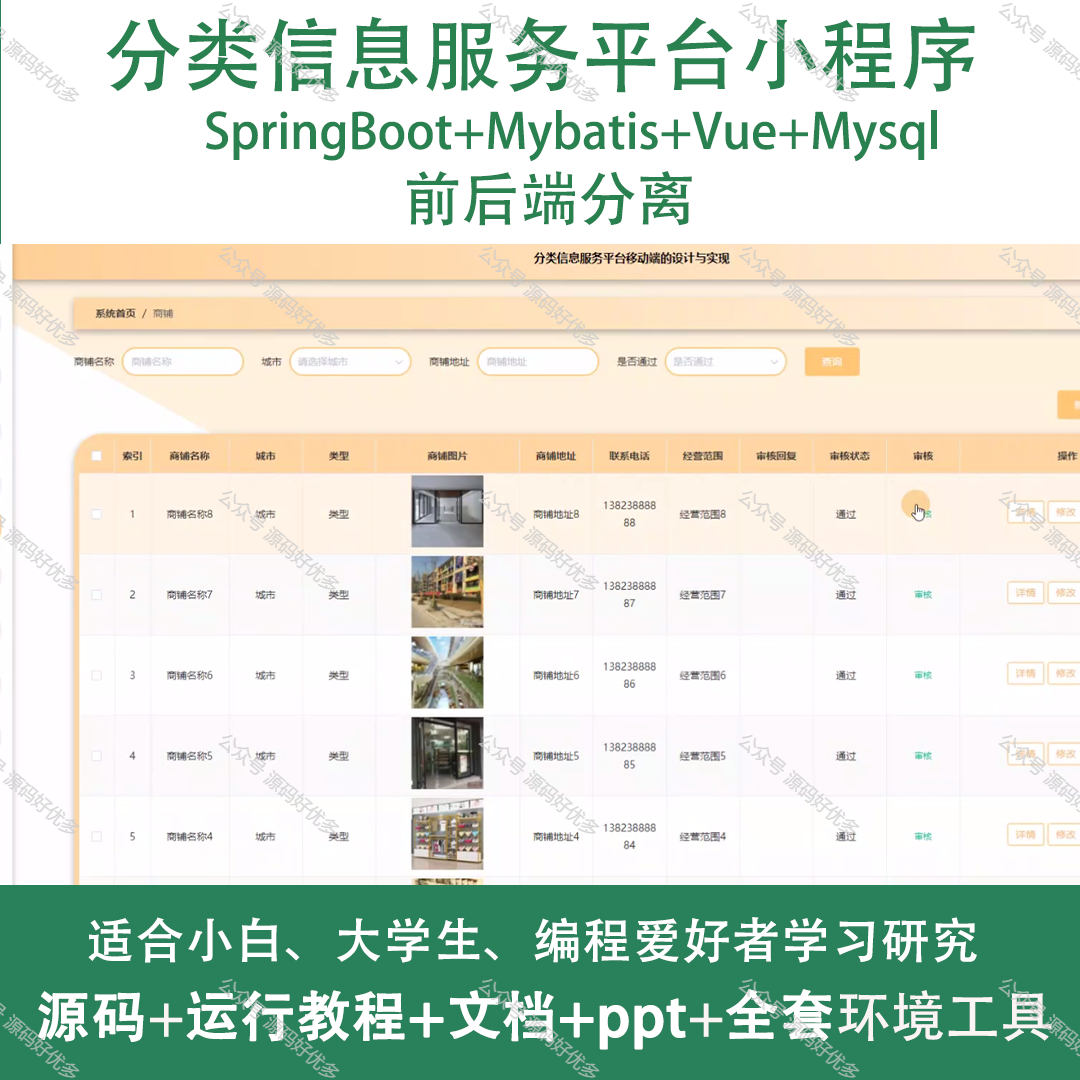 分类信息服务平台小程序
SpringBoot+Mybatis+Vue+Mysql
前后端分离
分类信息服务平台移动端的设计与实现
系统首页 / 商铺
商铺名称 商铺名称 城市 请选择城市 商铺地址 商铺地址 是否通过 是否通过 查询
索引 商铺名称 城市 类型 商铺图片 商铺地址 联系电话 经营范围 审核回复 审核状态 审核 操作
1 商铺名称8 城市 类型 商铺地址8 13823888888 经营范围8 通过 详情 修改
2 商铺名称7 城市 类型 商铺地址7 13823888887 经营范围7 通过 审核 详情 修改
3 商铺名称6 城市 类型 商铺地址6 13823888886 经营范围6 通过 审核 详情 修改
4 商铺名称5 城市 类型 商铺地址5 13823888885 经营范围5 通过 审核 详情 修改
5 商铺名称4 城市 类型 商铺地址4 13823888884 经营范围4 通过 审核 详情 修改
适合小白、大学生、编程爱好者学习研究
源码+运行教程+文档+ppt+全套环境工具
公众号 源码好优多